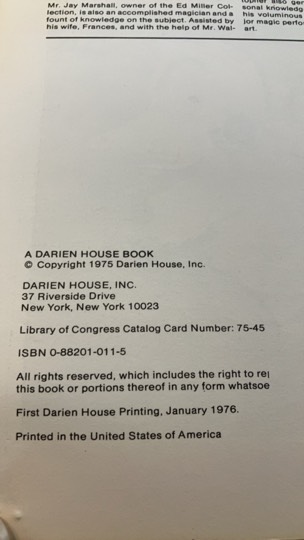 Mr. Jay Marshall, owner of the Ed Miller Col-
lection, is also an accomplished magician and a
fount of knowledge on the subject. Assisted by
his wife, Frances, and with the help of Mr. Wal-
also ger
sonal knowledg
his voluminous
jor magic perfo
art.
A DARIEN HOUSE BOOK
© Copyright 1975 Darien House, Inc.
DARIEN HOUSE, INC.
37 Riverside Drive
New York, New York 10023
Library of Congress Catalog Card Number: 75-45
ISBN 0-88201-011-5
All rights reserved, which includes the right to re
this book or portions thereof in any form whatsoe
First Darien House Printing, January 1976.
Printed in the United States of America